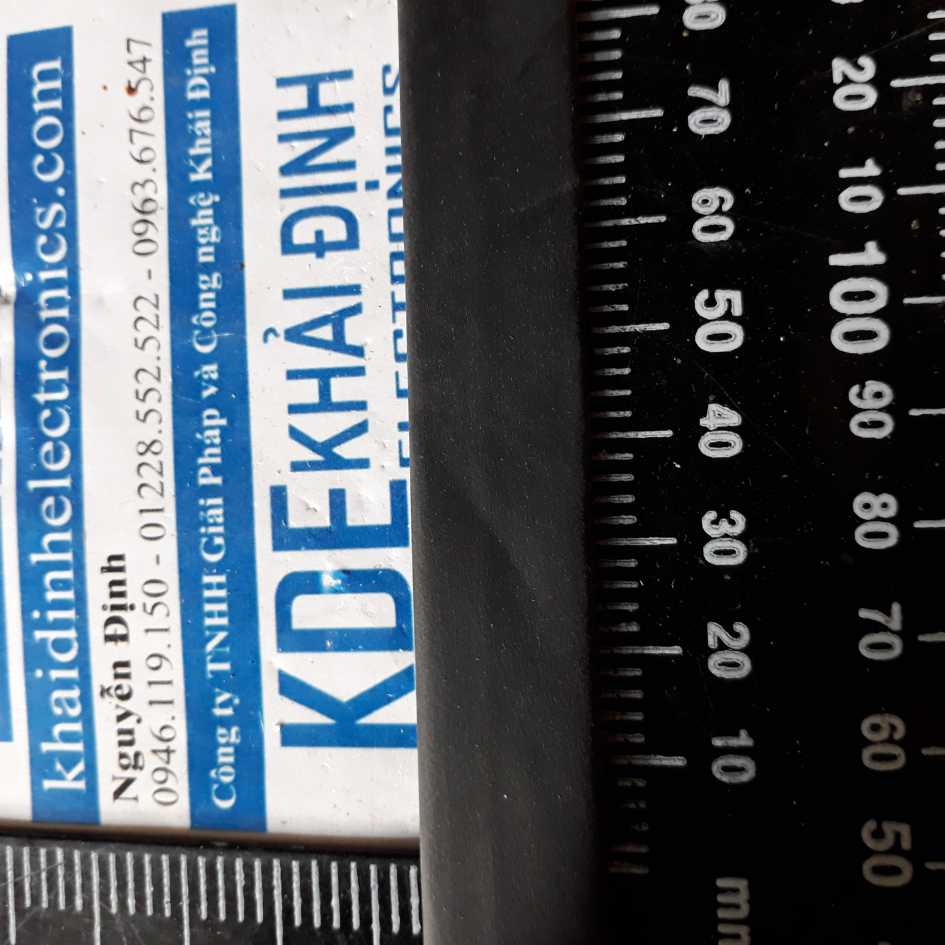 khaidinhelectronics.com
Nguyễn Định
0946.119.150 - 01228.552.522 - 0963.676.547
Công ty TNHH Giải Pháp và Công nghệ Khải Định
KDE KHẢI ĐỊNH
10 20 30 40 50 60 70
50 60 70 80 90 100 10 20